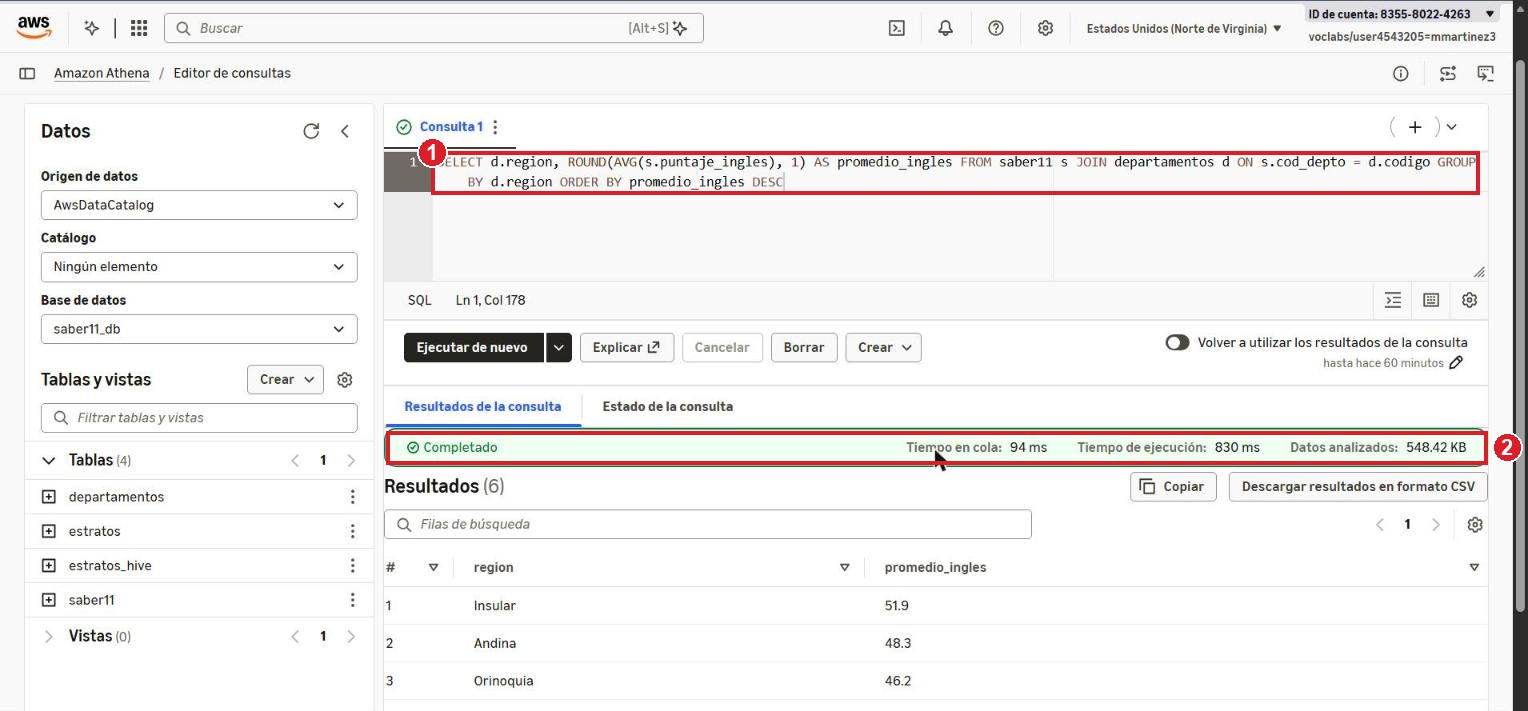 aws
Buscar
[Alt+S]
Estados Unidos (Norte de Virginia)
ID de cuenta: 8355-8022-4263
voclabs/user4543205=mmartinez3
Amazon Athena / Editor de consultas
Datos
Origen de datos
AwsDataCatalog
Catálogo
Ningún elemento
Base de datos
saber11_db
Tablas y vistas
Crear
Filtrar tablas y vistas
Tablas (4)
1
departamentos
estratos
estratos_hive
saber11
Vistas (0)
1
Consulta 1
1
1
ELECT d.region, ROUND(AVG(s.puntaje_ingles), 1) AS promedio_ingles FROM saber11 s JOIN departamentos d ON s.cod_depto = d.codigo GROUP
BY d.region ORDER BY promedio_ingles DESC
SQL
Ln 1, Col 178
Ejecutar de nuevo
Explicar
Cancelar
Borrar
Crear
Volver a utilizar los resultados de la consulta
hasta hace 60 minutos
Resultados de la consulta
Estado de la consulta
Completado
Tiempo en cola: 94 ms
Tiempo de ejecución: 830 ms
Datos analizados: 548.42 KB
2
Resultados (6)
Copiar
Descargar resultados en formato CSV
Filas de búsqueda
1
# region promedio_ingles
1 Insular 51.9
2 Andina 48.3
3 Orinoquia 46.2